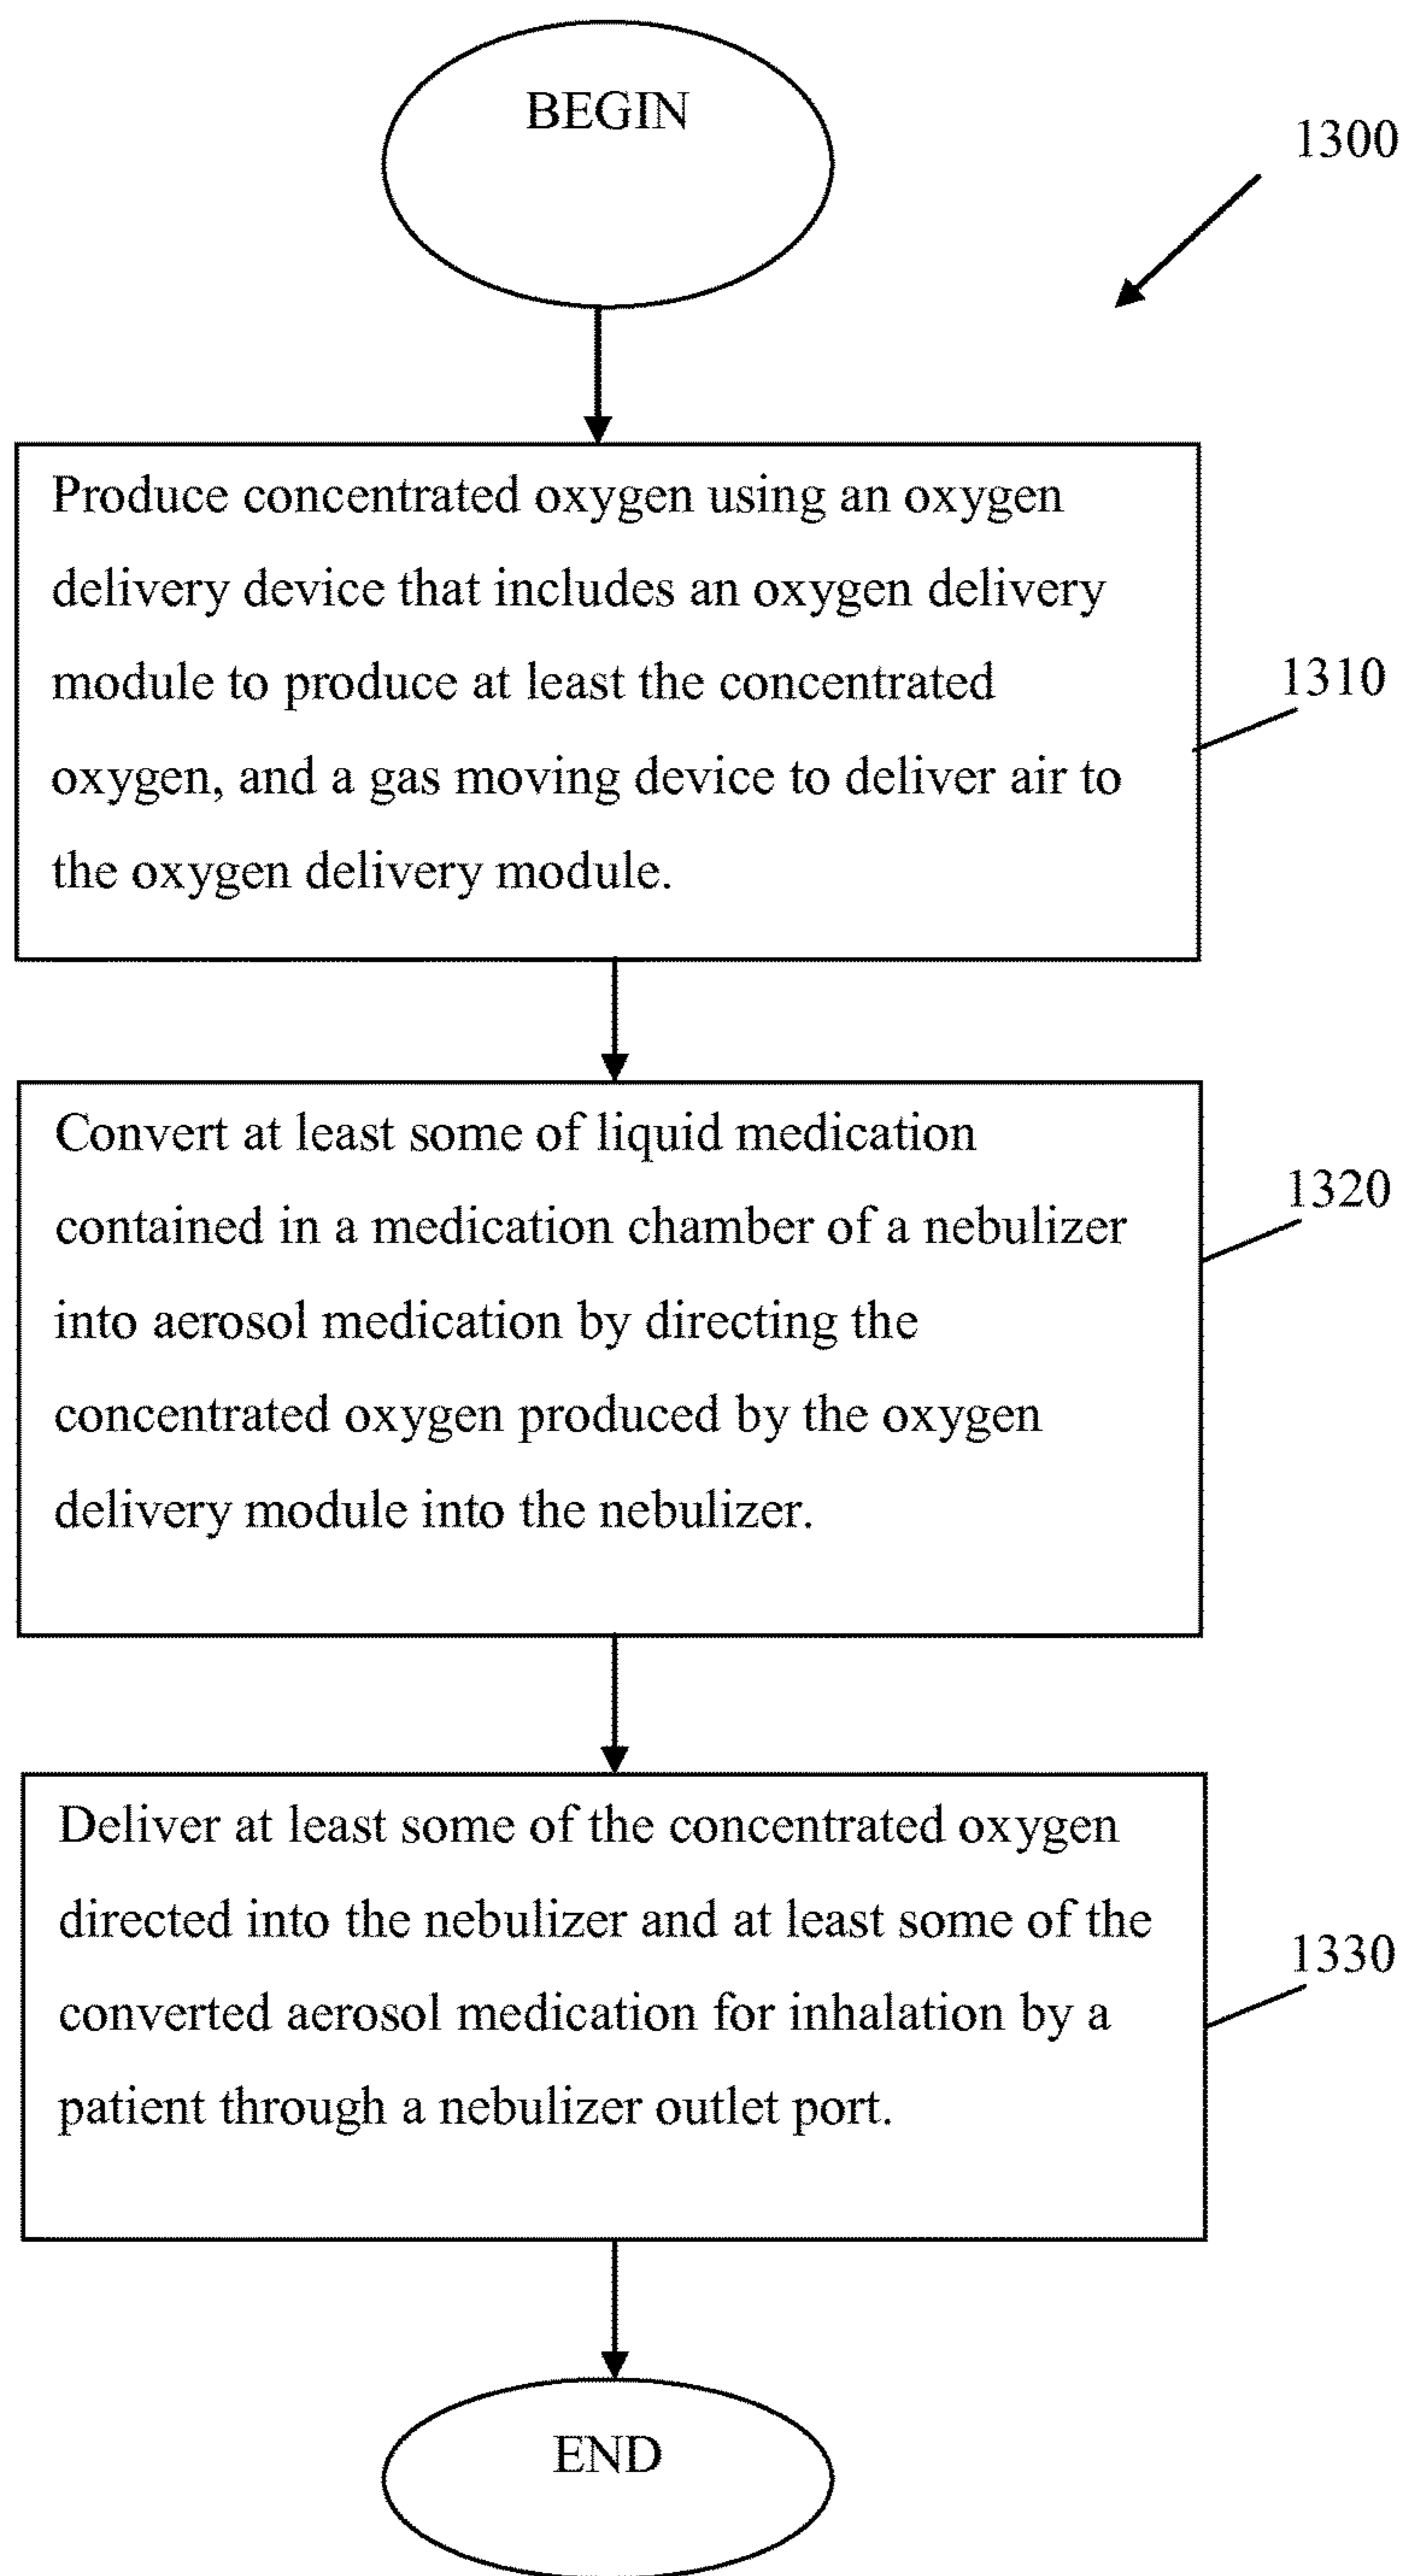 BEGIN
1300
Produce concentrated oxygen using an oxygen
delivery device that includes an oxygen delivery
module to produce at least the concentrated
oxygen, and a gas moving device to deliver air to
the oxygen delivery module.
1310
Convert at least some of liquid medication
contained in a medication chamber of a nebulizer
into aerosol medication by directing the
concentrated oxygen produced by the oxygen
delivery module into the nebulizer.
1320
Deliver at least some of the concentrated oxygen
directed into the nebulizer and at least some of the
converted aerosol medication for inhalation by a
patient through a nebulizer outlet port.
1330
END